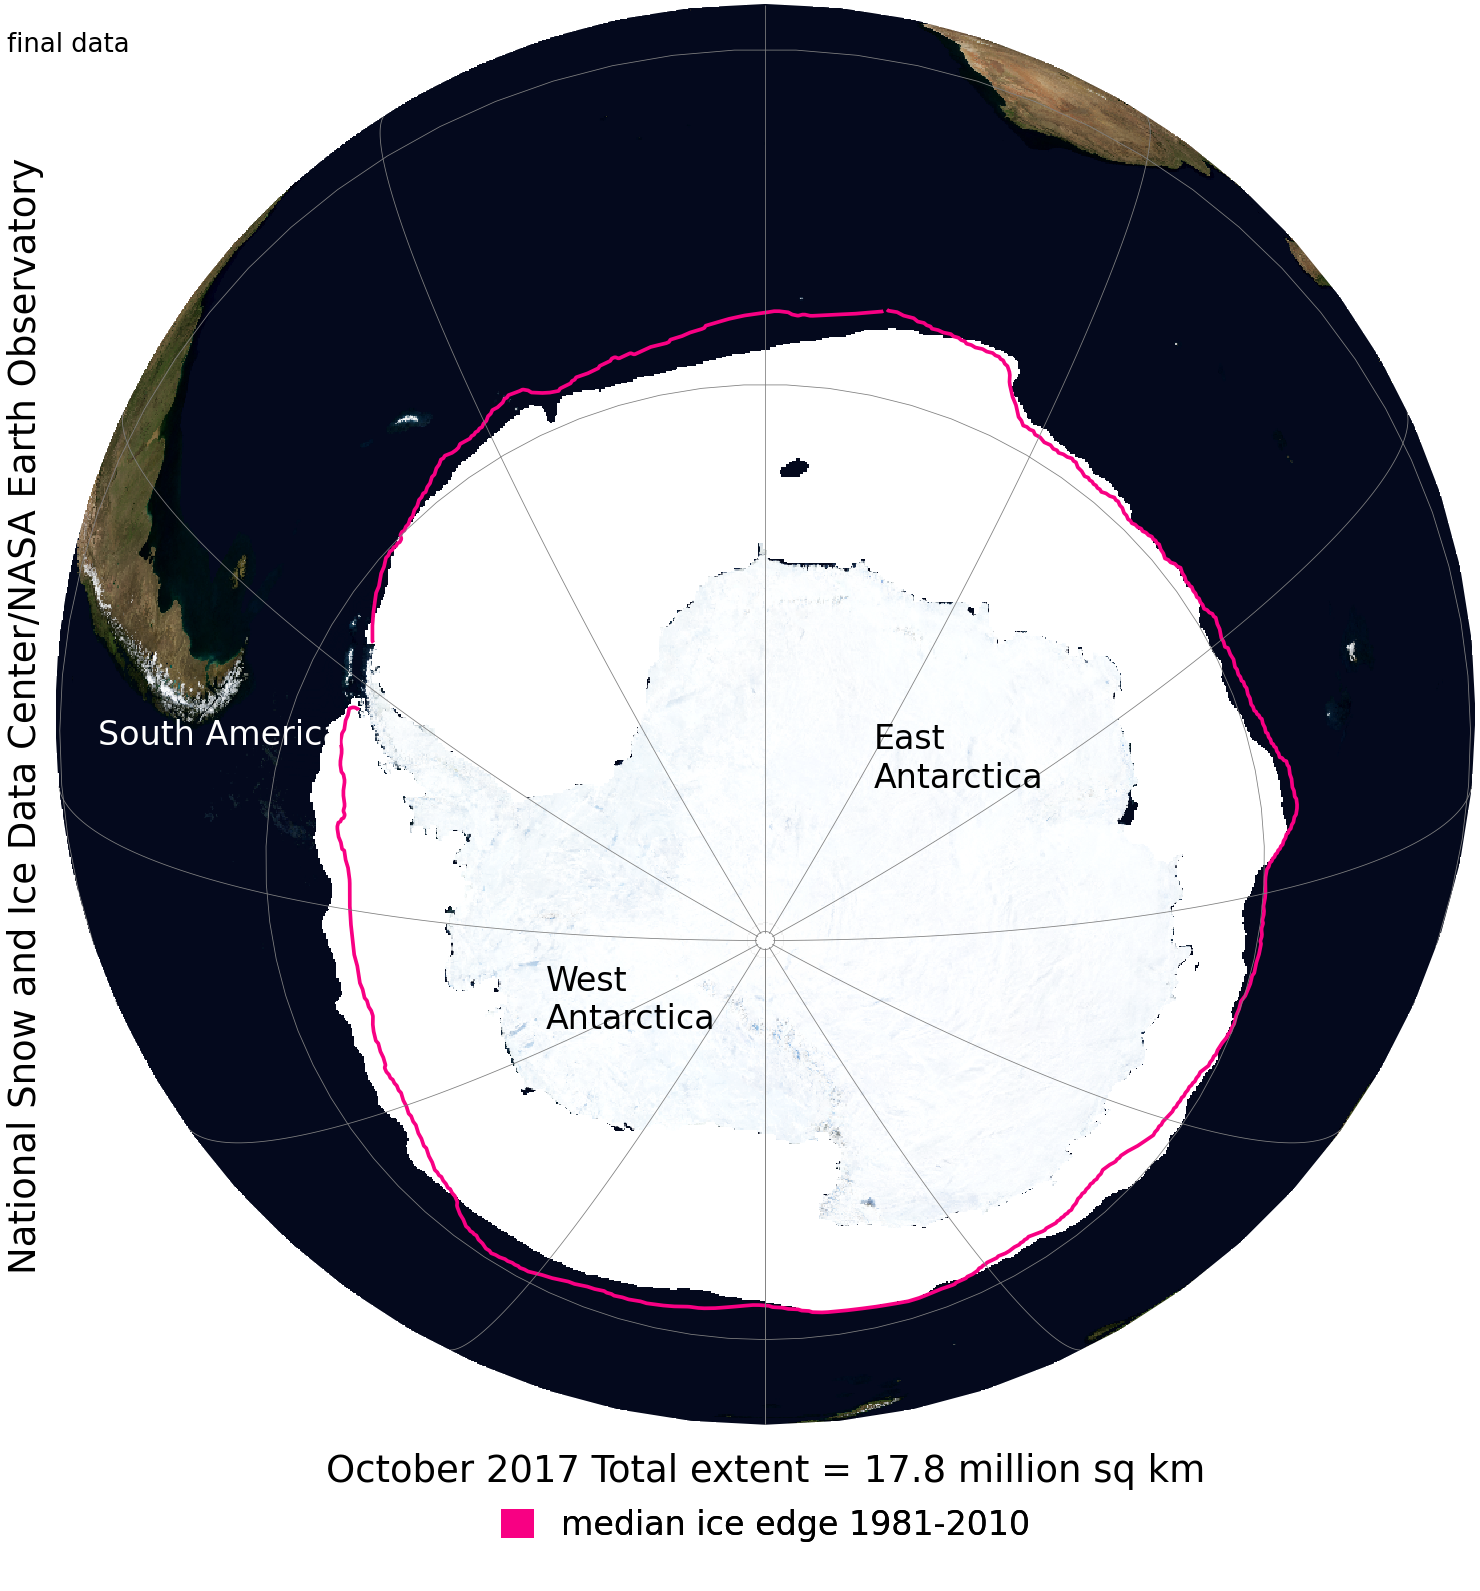 final data
National Snow and Ice Data Center/NASA Earth Observatory
South America
East
Antarctica
West
Antarctica
October 2017 Total extent = 17.8 million sq km
median ice edge 1981-2010